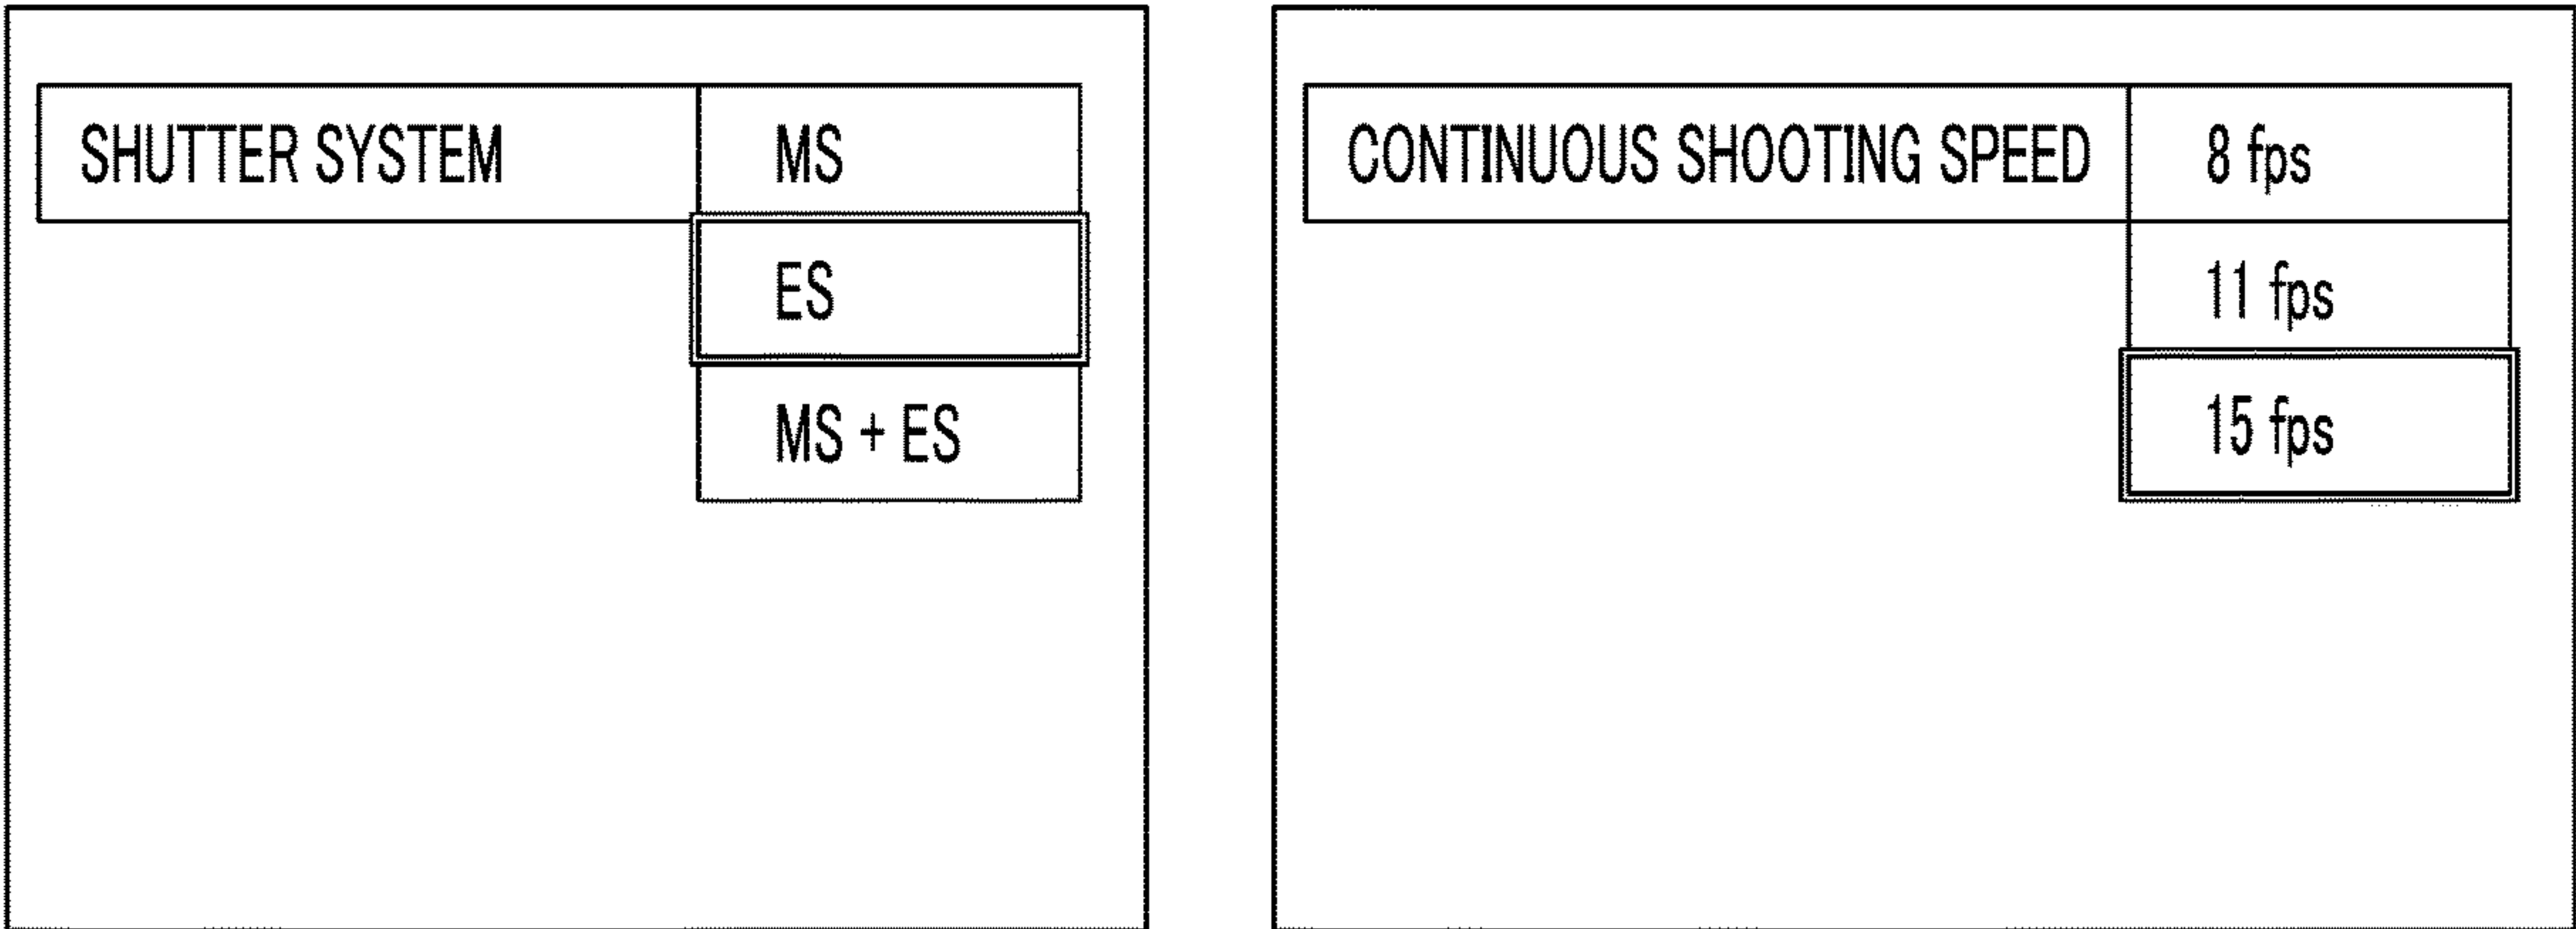 SHUTTER SYSTEM MS
ES
MS + ES
CONTINUOUS SHOOTING SPEED 8 fps
11 fps
15 fps